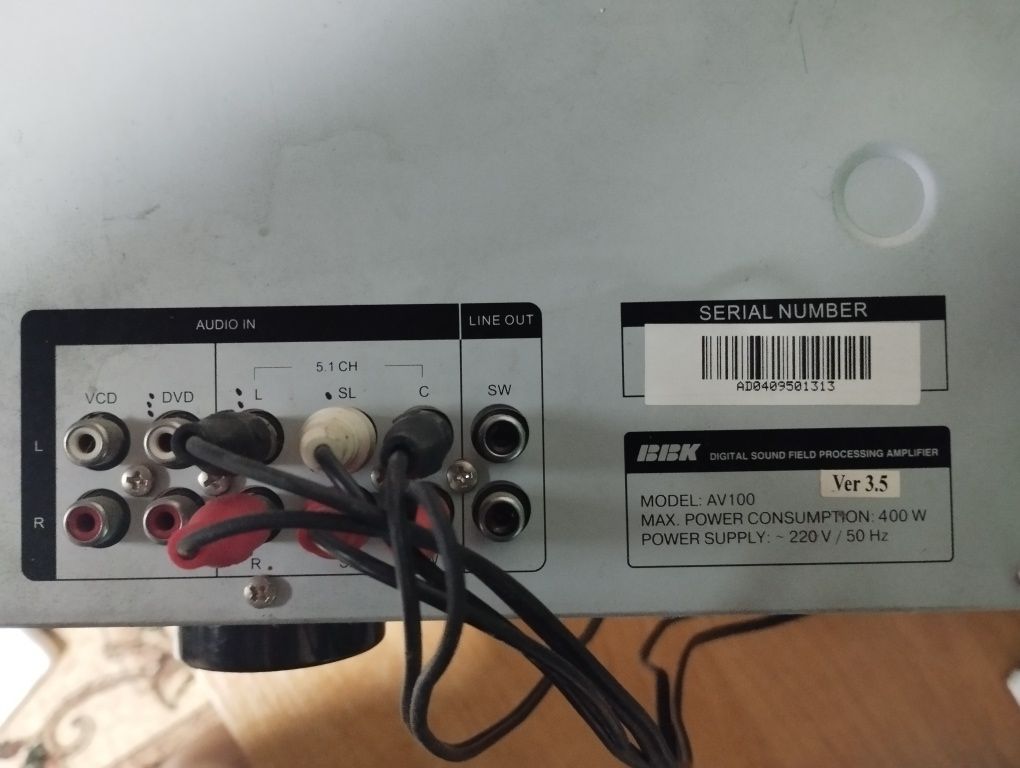 AUDIO IN
LINE OUT
5.1 CH
VCD
DVD
L
SL
C
SW
L
R
R
SERIAL NUMBER
AD0409501313
BBK DIGITAL SOUND FIELD PROCESSING AMPLIFIER
Ver 3.5
MODEL: AV100
MAX. POWER CONSUMPTION: 400 W
POWER SUPPLY: ~ 220 V / 50 Hz